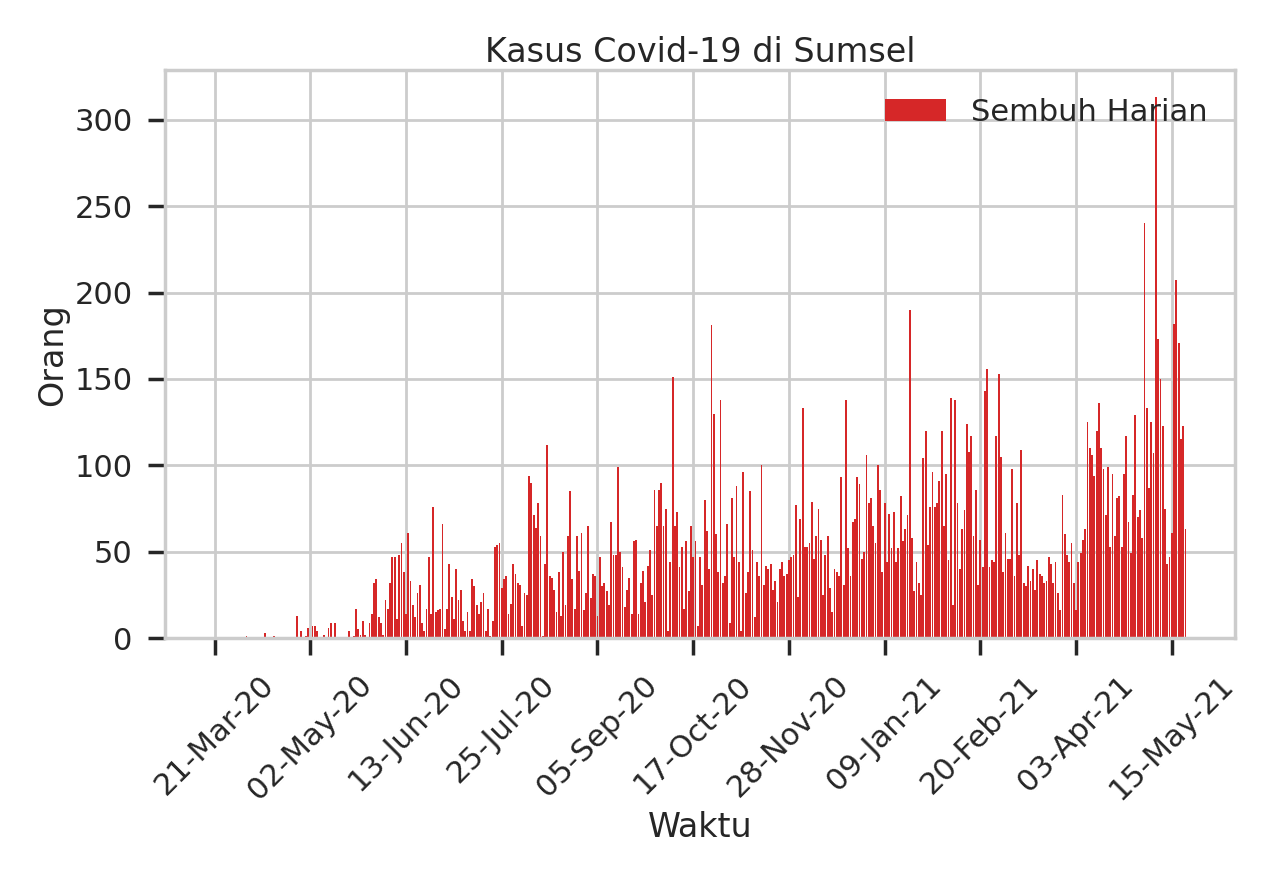 Kasus Covid-19 di Sumsel
Sembuh Harian
Orang
300
250
200
150
100
50
0
21-Mar-20
02-May-20
13-Jun-20
25-Jul-20
05-Sep-20
17-Oct-20
28-Nov-20
09-Jan-21
20-Feb-21
03-Apr-21
15-May-21
Waktu